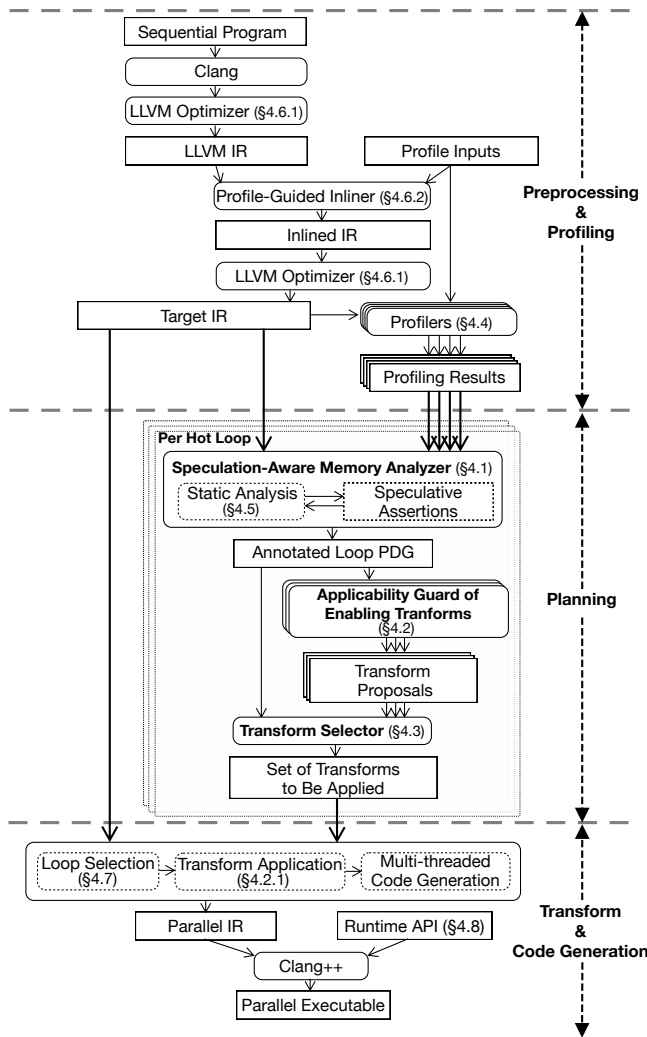 Sequential Program
Clang
LLVM Optimizer (§4.6.1)
LLVM IR
Profile Inputs
Profile-Guided Inliner (§4.6.2)
Preprocessing
&
Profiling
Inlined IR
LLVM Optimizer (§4.6.1)
Target IR
Profilers (§4.4)
Profiling Results
Per Hot Loop
Speculation-Aware Memory Analyzer (§4.1)
Static Analysis
(§4.5)
Speculative
Assertions
Annotated Loop PDG
Applicability Guard of
Enabling Tranforms
(§4.2)
Planning
Transform
Proposals
Transform Selector (§4.3)
Set of Transforms
to Be Applied
Loop Selection
(§4.7)
Transform Application
(§4.2.1)
Multi-threaded
Code Generation
Parallel IR
Runtime API (§4.8)
Transform
&
Code Generation
Clang++
Parallel Executable